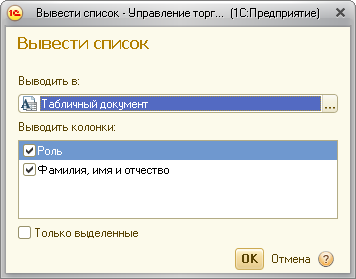 Вывести список - Управление торг... (1С:Предприятие)
Вывести список
Выводить в:
Табличный документ ...
Выводить колонки:
Роль
Фамилия, имя и отчество
Только выделенные
OK Отмена ?